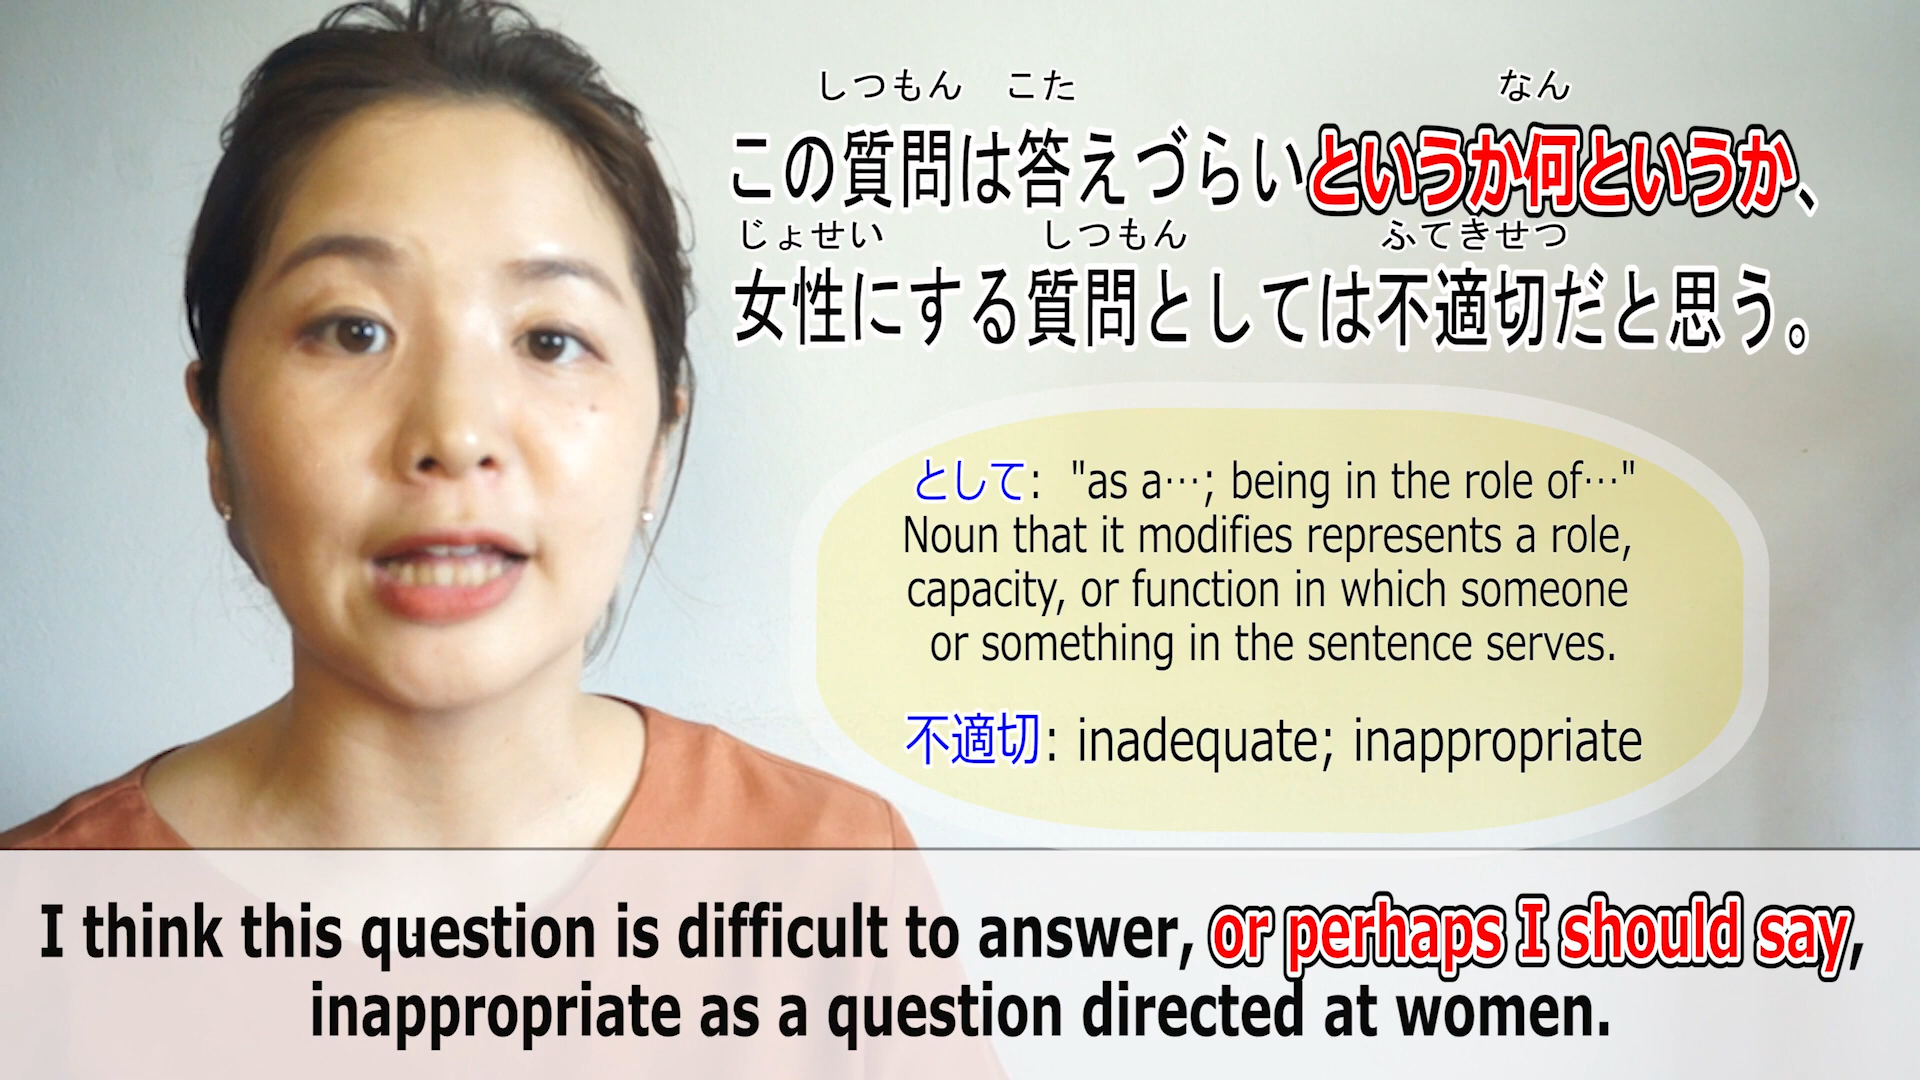 しつもん こた なん
この質問は答えづらいというか何というか、
じょせい しつもん ふてきせつ
女性にする質問としては不適切だと思う。
として: "as a…; being in the role of…"
Noun that it modifies represents a role,
capacity, or function in which someone
or something in the sentence serves.
不適切: inadequate; inappropriate
I think this question is difficult to answer, or perhaps I should say,
inappropriate as a question directed at women.